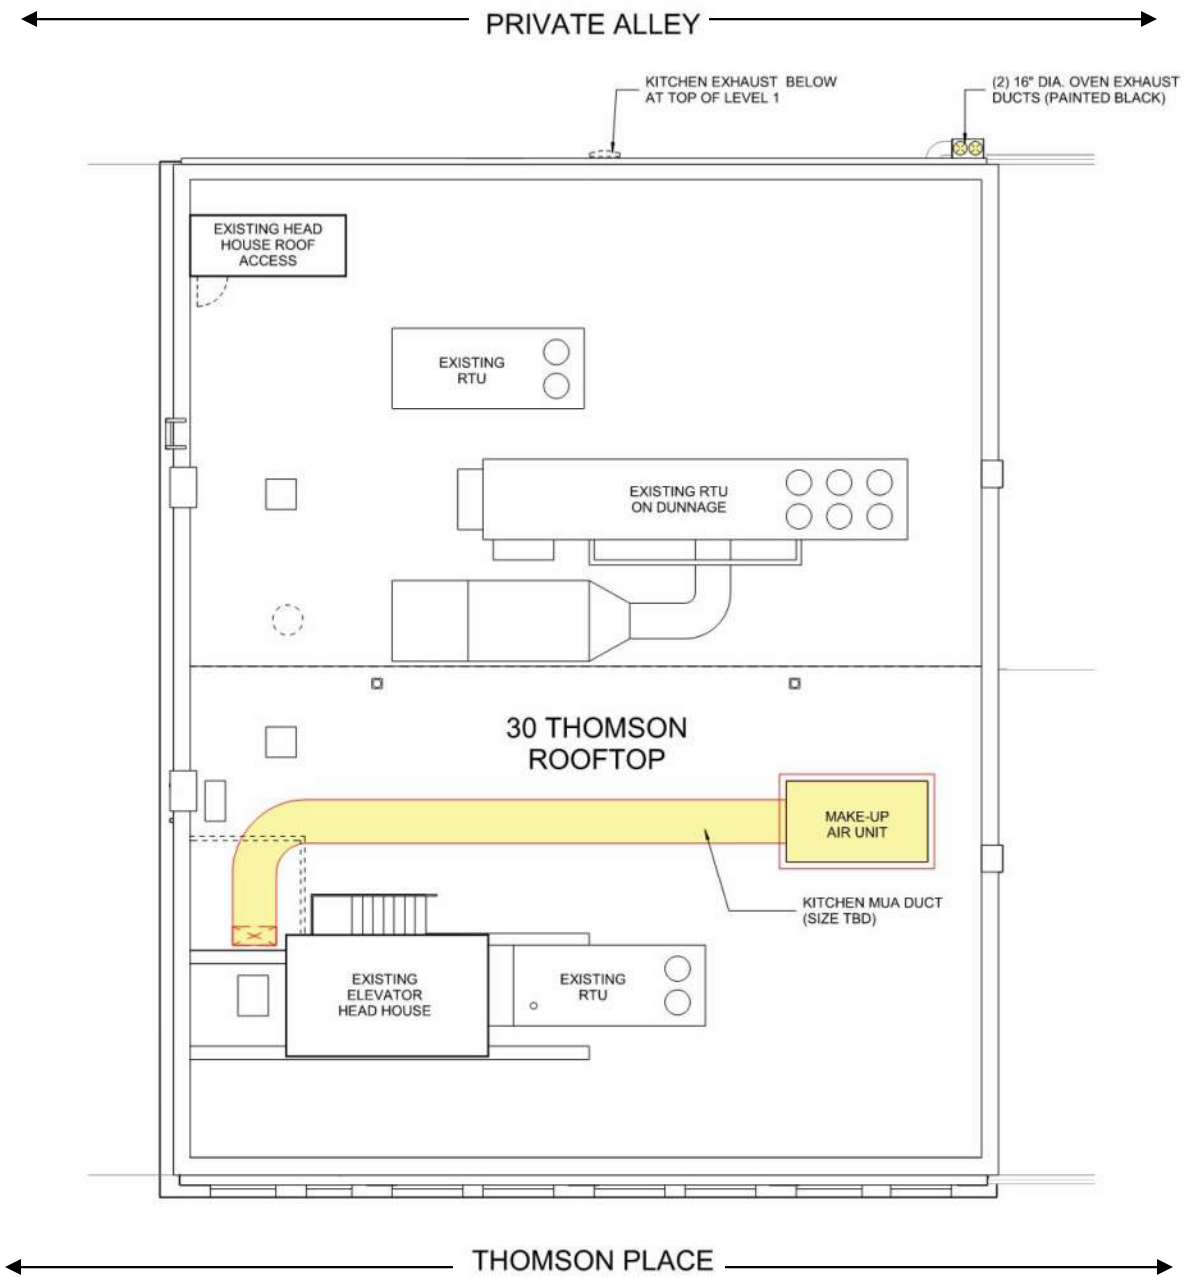 PRIVATE ALLEY
KITCHEN EXHAUST BELOW
AT TOP OF LEVEL 1
(2) 16" DIA. OVEN EXHAUST
DUCTS (PAINTED BLACK)
EXISTING HEAD
HOUSE ROOF
ACCESS
EXISTING
RTU
EXISTING RTU
ON DUNNAGE
30 THOMSON
ROOFTOP
MAKE-UP
AIR UNIT
KITCHEN MUA DUCT
(SIZE TBD)
EXISTING
ELEVATOR
HEAD HOUSE
EXISTING
RTU
THOMSON PLACE